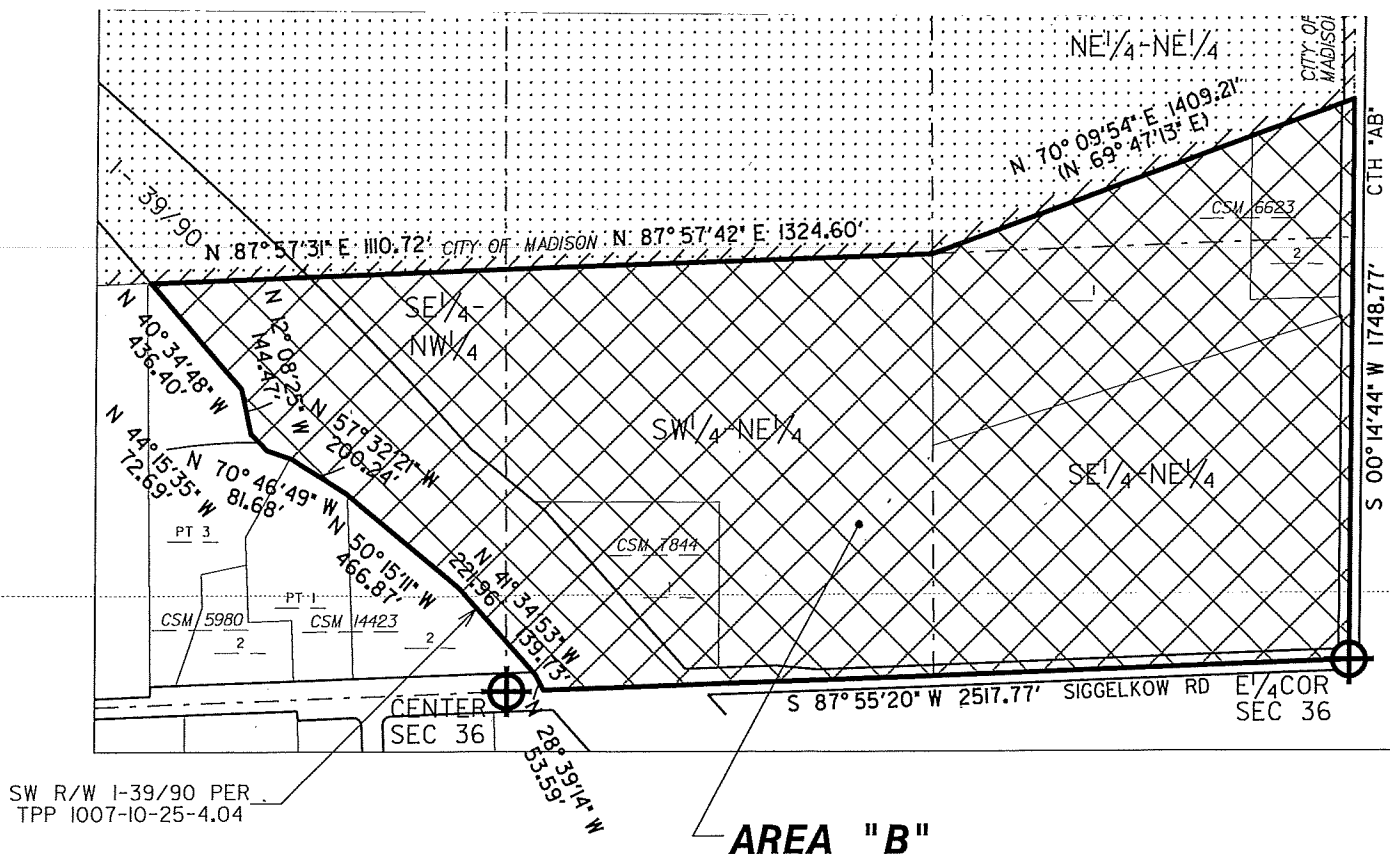 NE1/4-NE1/4
CITY OF
MADISON
N 70°09'54" E 1409.21'
(N 69°47'13" E)
CTH "AB"
I-39/90
CSM 6623
2
N 87°57'31" E 1110.72'
CITY OF MADISON
N 87°57'42" E 1324.60'
SE1/4-
NW1/4
1
N 40°34'48" W
436.40'
N 12°08'25" W
144.47'
S 00°14'44" W 1748.77'
N 57°32'21" W
200.24'
SW1/4-NE1/4
N 44°15'35" W
72.69'
N 70°46'49" W
81.68'
SE1/4-NE1/4
PT 3
N 50°15'11" W
466.87'
CSM 7844
1
N 41°34'53" W
221.96'
139.73'
PT 1
CSM 5980
2
CSM 14423
2
CENTER
SEC 36
S 87°55'20" W 2517.77'
SIGGELKOW RD
E1/4COR
SEC 36
N 28°39'14" W
53.59'
SW R/W I-39/90 PER
TPP 1007-10-25-4.04
AREA "B"